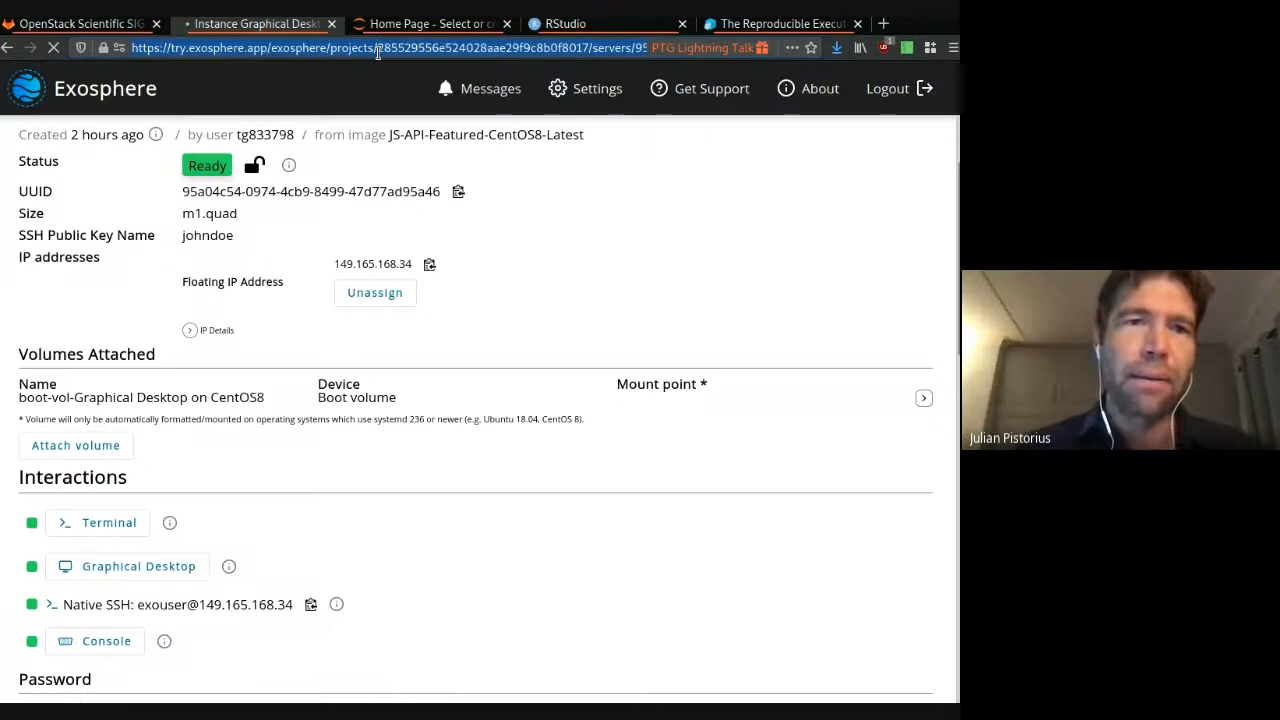 OpenStack Scientific SIG
Instance Graphical Deskt
Home Page - Select or cr
RStudio
The Reproducible Execut
https://try.exosphere.app/exosphere/projects/285529556e524028aae29f9c8b0f8017/servers/95
PTG Lightning Talk
1
Exosphere
Messages
Settings
Get Support
About
Logout
Created 2 hours ago / by user tg833798 / from image JS-API-Featured-CentOS8-Latest
Status
Ready
UUID
95a04c54-0974-4cb9-8499-47d77ad95a46
Size
m1.quad
SSH Public Key Name
johndoe
IP addresses
149.165.168.34
Floating IP Address
Unassign
IP Details
Volumes Attached
Name
Device
Mount point *
boot-vol-Graphical Desktop on CentOS8
Boot volume
* Volume will only be automatically formatted/mounted on operating systems which use systemd 236 or newer (e.g. Ubuntu 18.04, CentOS 8).
Attach volume
Interactions
Terminal
Graphical Desktop
Native SSH: exouser@149.165.168.34
Console
Password
Julian Pistorius